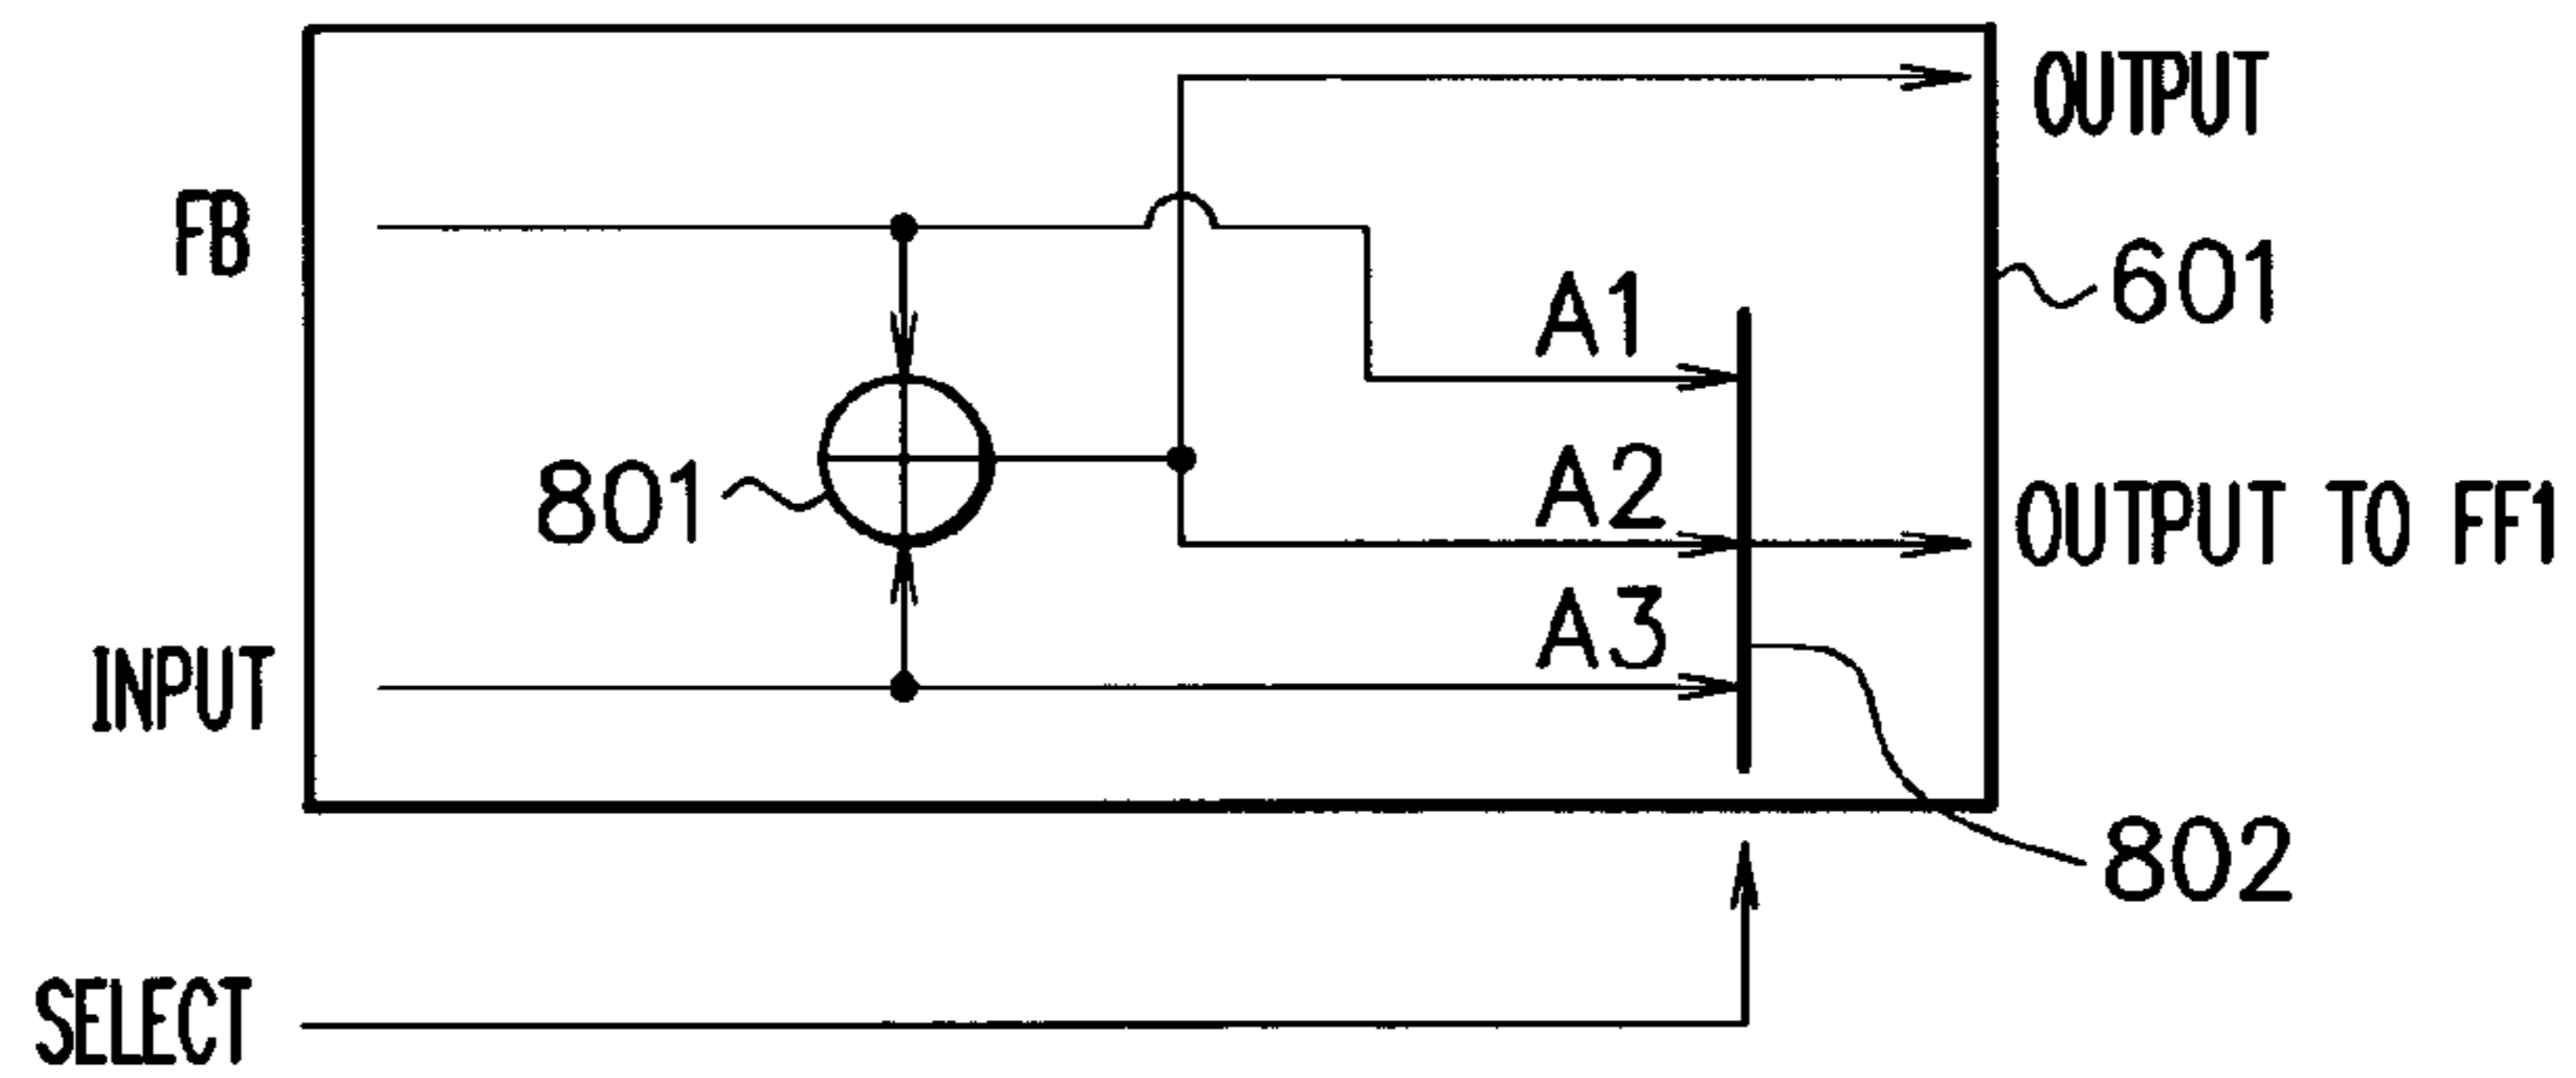 OUTPUT
FB
601
A1
A2
801
OUTPUT TO FF1
A3
INPUT
802
SELECT